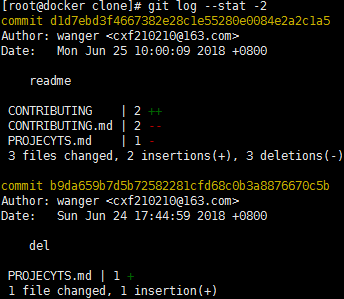 [root@docker clone]# git log --stat -2
commit d1d7ebd3f4667382e28c1e55280e0084e2a2c1a5
Author: wanger <cxf210210@163.com>
Date:   Mon Jun 25 10:00:09 2018 +0800
readme
CONTRIBUTING    | 2 ++
CONTRIBUTING.md | 2 --
PROJECYTS.md    | 1 -
3 files changed, 2 insertions(+), 3 deletions(-)
commit b9da659b7d5b72582281cfd68c0b3a8876670c5b
Author: wanger <cxf210210@163.com>
Date:   Sun Jun 24 17:44:59 2018 +0800
del
PROJECYTS.md | 1 +
1 file changed, 1 insertion(+)